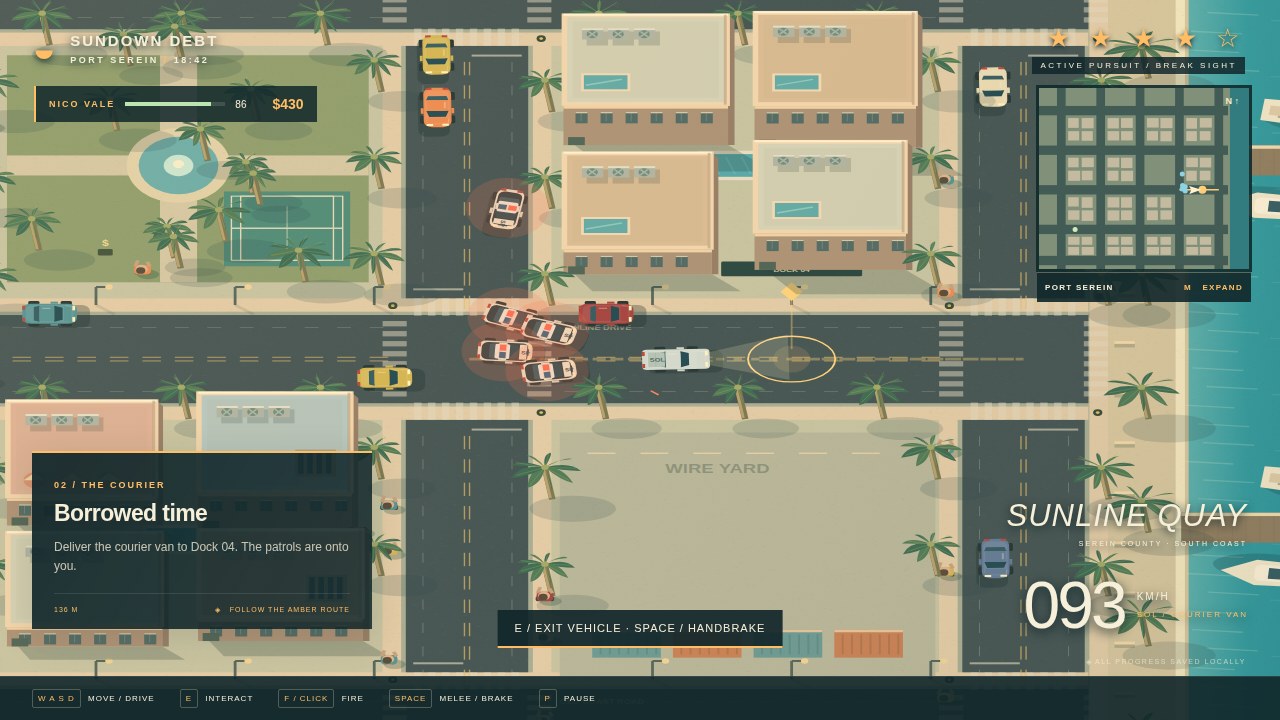 SUNDOWN DEBT
PORT SEREIN 18:42
NICO VALE 86 $430
★ ★ ★ ★ ☆
ACTIVE PURSUIT / BREAK SIGHT
N ↑
PORT SEREIN M EXPAND
S
DOCK 04
LINE DRIVE
SOL
WIRE YARD
02 / THE COURIER
Borrowed time
Deliver the courier van to Dock 04. The patrols are onto
you.
136 M ◈ FOLLOW THE AMBER ROUTE
SUNLINE QUAY
SEREIN COUNTY · SOUTH COAST
093 KM/H
COURIER VAN
ALL PROGRESS SAVED LOCALLY
E / EXIT VEHICLE · SPACE / HANDBRAKE
W A S D MOVE / DRIVE E INTERACT F / CLICK FIRE SPACE MELEE / BRAKE P PAUSE